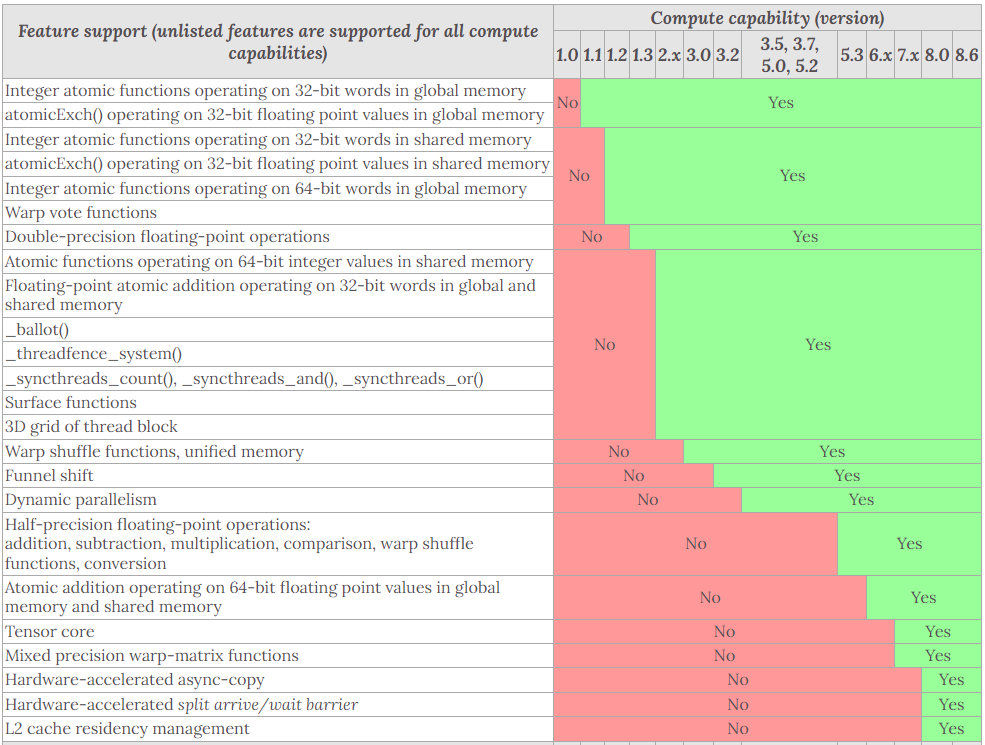 Feature support (unlisted features are supported for all compute
capabilities)
Compute capability (version)
1.0 1.1 1.2 1.3 2.x 3.0 3.2 3.5, 3.7, 5.0, 5.2 5.3 6.x 7.x 8.0 8.6
Integer atomic functions operating on 32-bit words in global memory
No Yes
atomicExch() operating on 32-bit floating point values in global memory
Integer atomic functions operating on 32-bit words in shared memory
atomicExch() operating on 32-bit floating point values in shared memory
No Yes
Integer atomic functions operating on 64-bit words in global memory
Warp vote functions
Double-precision floating-point operations No Yes
Atomic functions operating on 64-bit integer values in shared memory
Floating-point atomic addition operating on 32-bit words in global and
shared memory
_ballot()
No Yes
_threadfence_system()
_syncthreads_count(), _syncthreads_and(), _syncthreads_or()
Surface functions
3D grid of thread block
Warp shuffle functions, unified memory No Yes
Funnel shift No Yes
Dynamic parallelism No Yes
Half-precision floating-point operations:
addition, subtraction, multiplication, comparison, warp shuffle
functions, conversion
No Yes
Atomic addition operating on 64-bit floating point values in global
memory and shared memory
No Yes
Tensor core No Yes
Mixed precision warp-matrix functions No Yes
Hardware-accelerated async-copy No Yes
Hardware-accelerated split arrive/wait barrier No Yes
L2 cache residency management No Yes